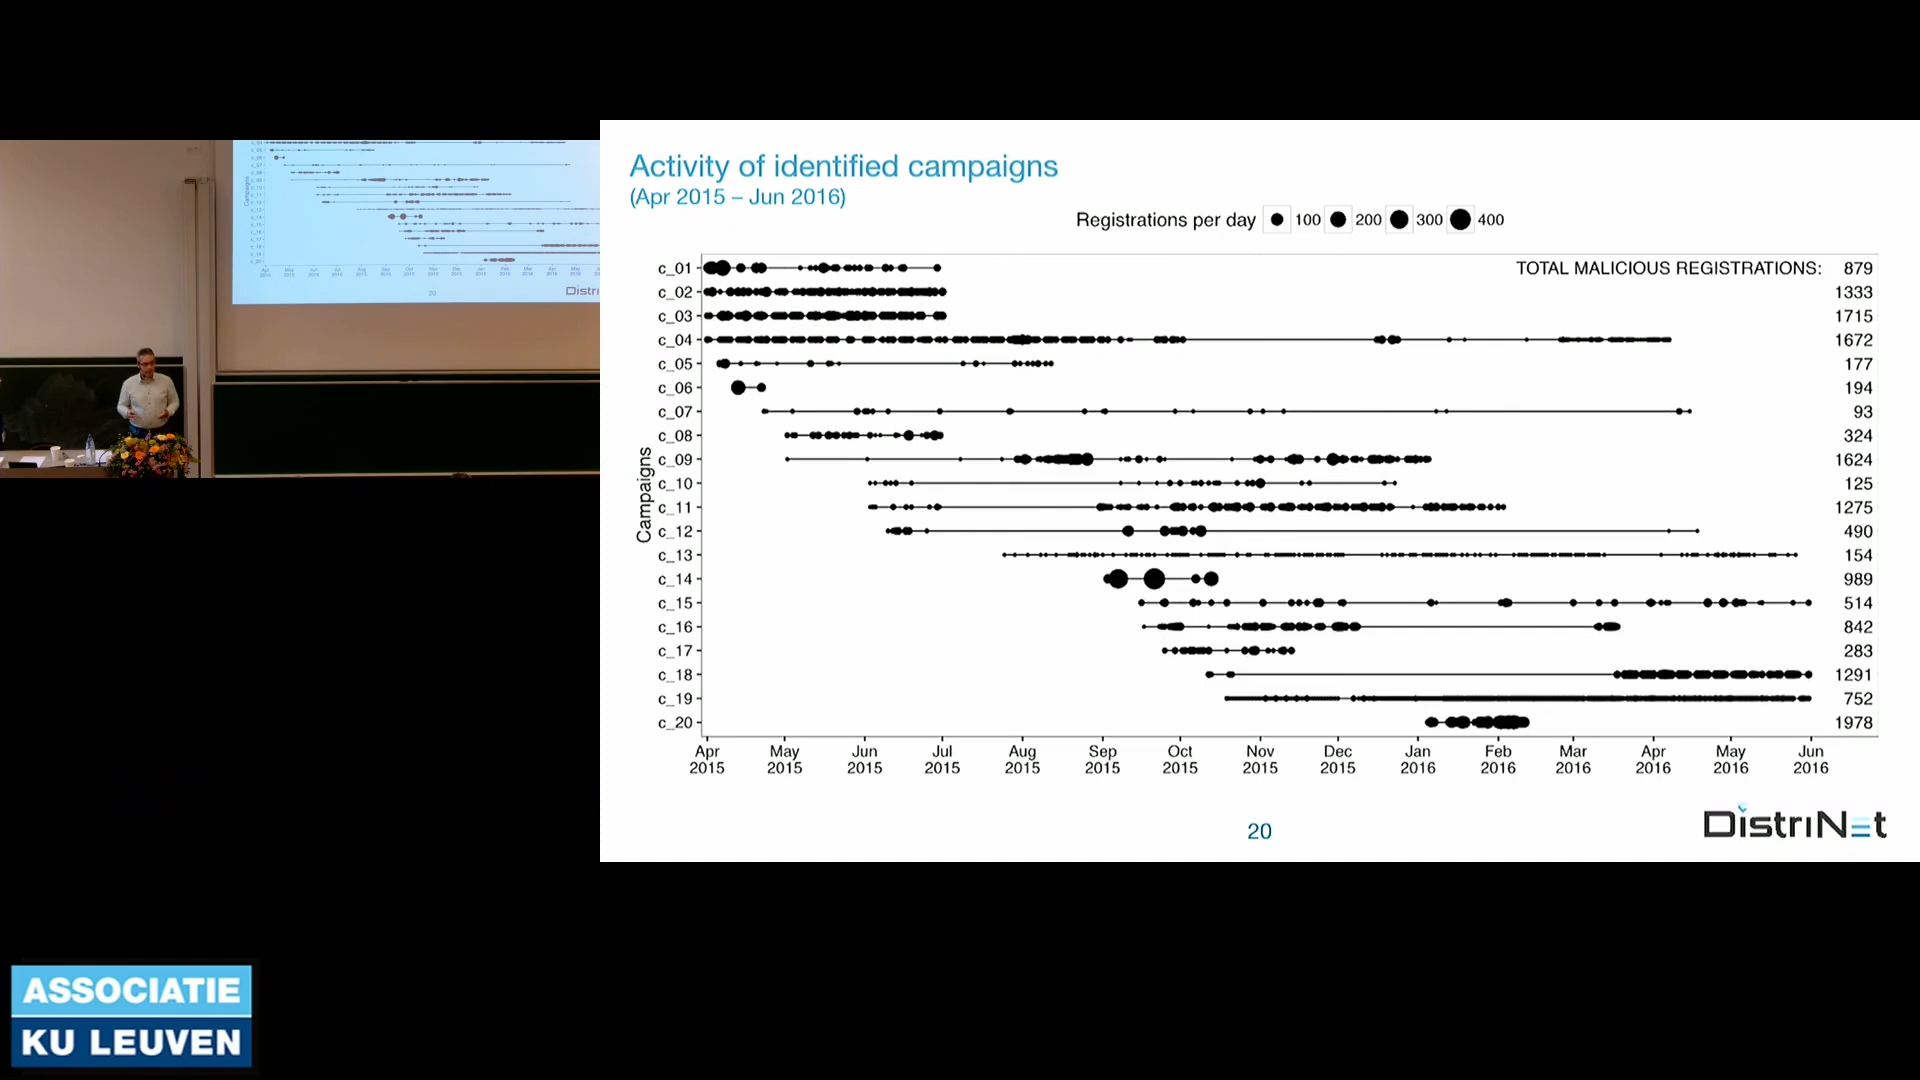 Activity of identified campaigns
(Apr 2015 – Jun 2016)
Registrations per day 100 200 300 400
TOTAL MALICIOUS REGISTRATIONS:
Campaigns
c_01 879
c_02 1333
c_03 1715
c_04 1672
c_05 177
c_06 194
c_07 93
c_08 324
c_09 1624
c_10 125
c_11 1275
c_12 490
c_13 154
c_14 989
c_15 514
c_16 842
c_17 283
c_18 1291
c_19 752
c_20 1978
Apr May Jun Jul Aug Sep Oct Nov Dec Jan Feb Mar Apr May Jun
2015 2015 2015 2015 2015 2015 2015 2015 2015 2016 2016 2016 2016 2016 2016
20
DistriNet
20
Distri
ASSOCIATIE
KU LEUVEN